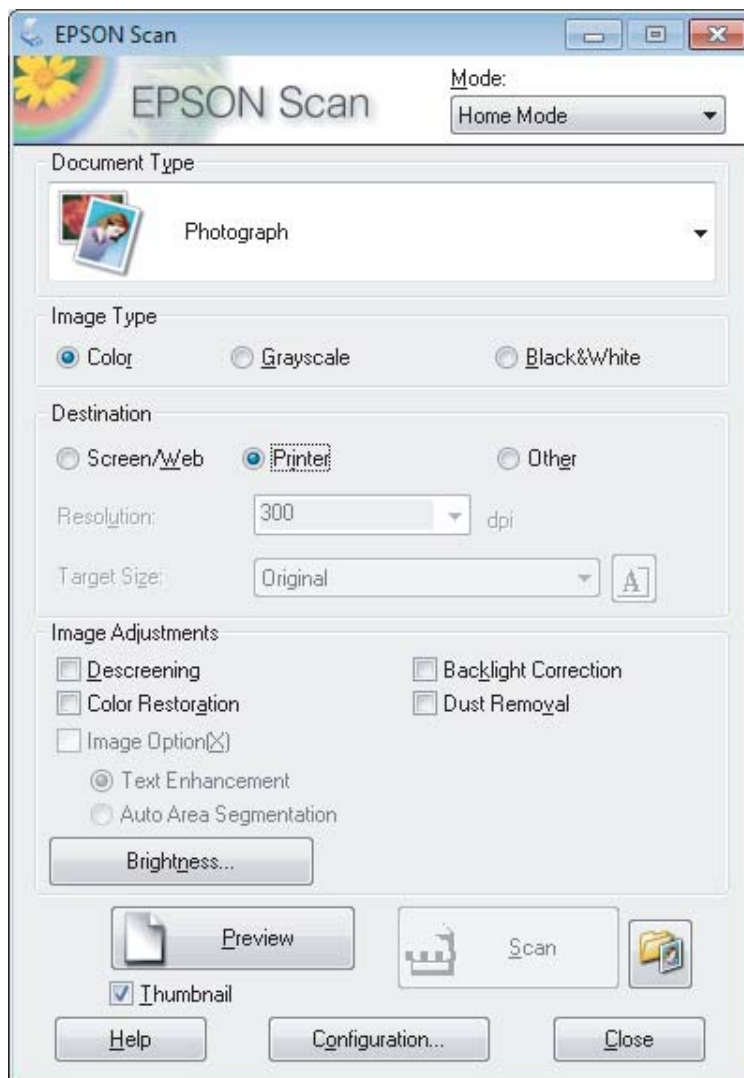 EPSON Scan
EPSON Scan
Mode:
Home Mode
Document Type
Photograph
Image Type
Color
Grayscale
Black&White
Destination
Screen/Web
Printer
Other
Resolution:
300
dpi
Target Size:
Original
A
Image Adjustments
Descreening
Backlight Correction
Color Restoration
Dust Removal
Image Option(X)
Text Enhancement
Auto Area Segmentation
Brightness...
Preview
Scan
Thumbnail
Help
Configuration...
Close